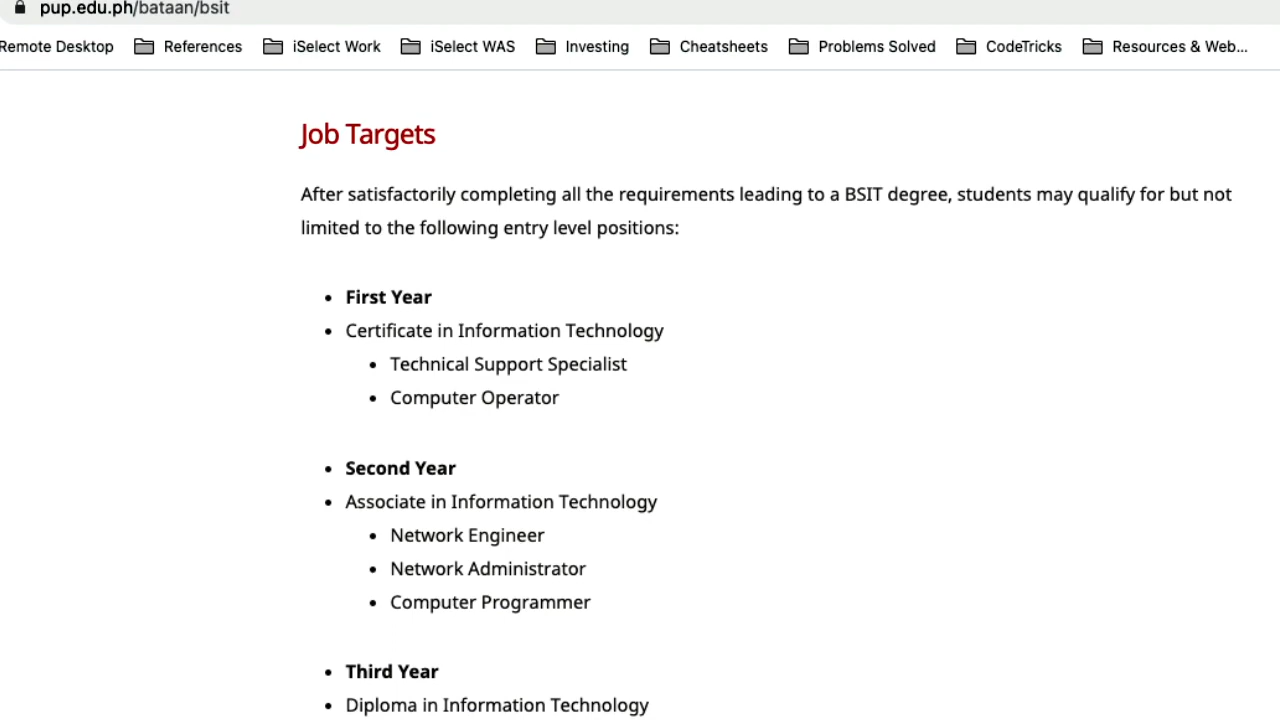 pup.edu.ph/bataan/bsit
Remote Desktop References iSelect Work iSelect WAS Investing Cheatsheets Problems Solved CodeTricks Resources & Web...
Job Targets
After satisfactorily completing all the requirements leading to a BSIT degree, students may qualify for but not
limited to the following entry level positions:
• First Year
• Certificate in Information Technology
• Technical Support Specialist
• Computer Operator
• Second Year
• Associate in Information Technology
• Network Engineer
• Network Administrator
• Computer Programmer
• Third Year
• Diploma in Information Technology